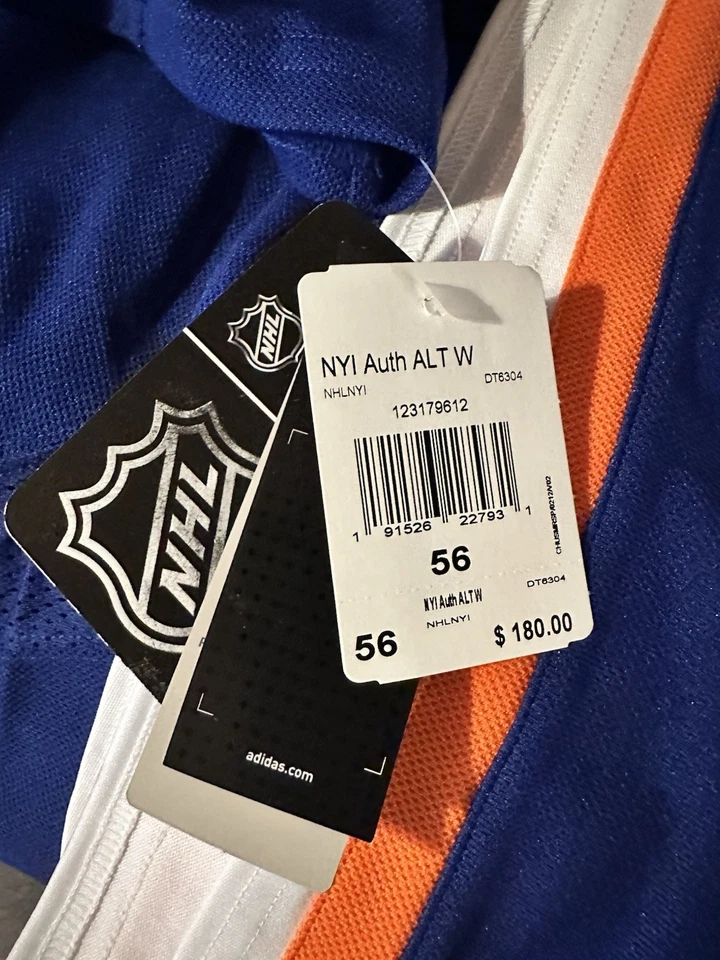 NHL
NHL
adidas.com
NYI Auth ALT W
NHLNYI
DT6304
123179612
1 91526 22793 1
56
NYI Auth ALT W
DT6304
NHLNYI
56
$ 180.00